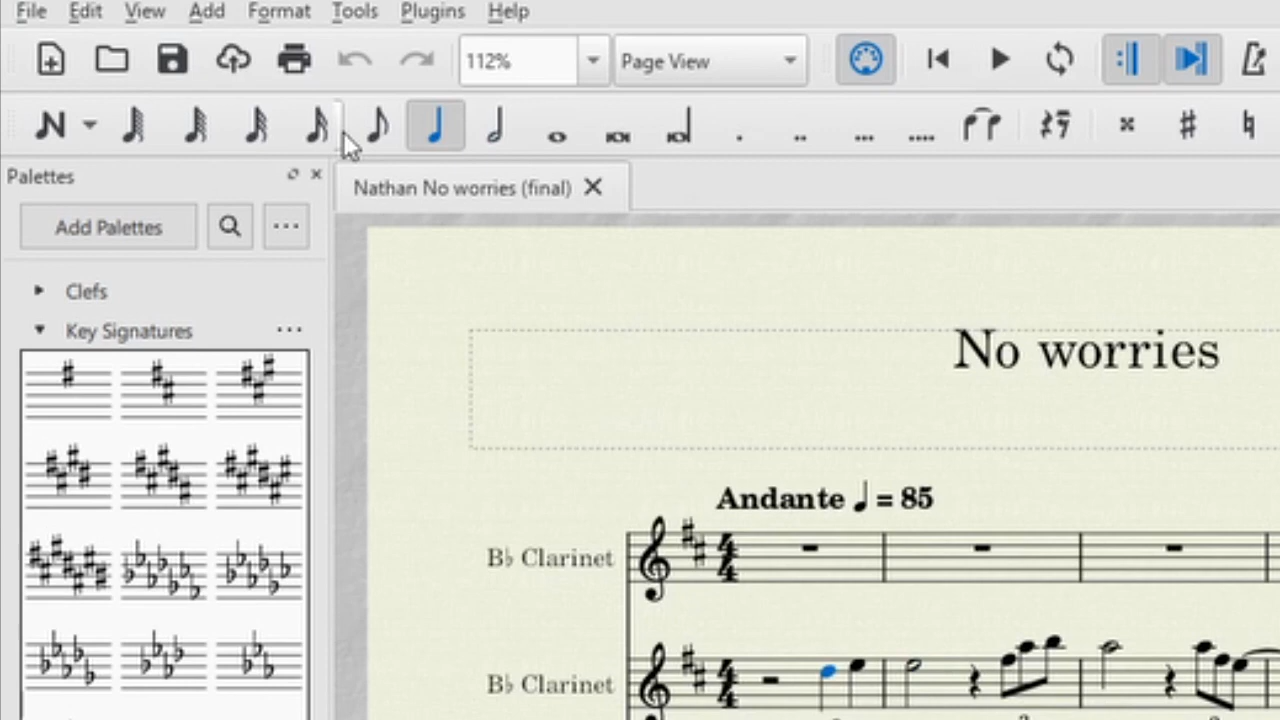 File Edit View Add Format Tools Plugins Help
112% Page View
Palettes
Nathan No worries (final)
Add Palettes
Clefs
Key Signatures
No worries
Andante ♩ = 85
B♭ Clarinet
B♭ Clarinet